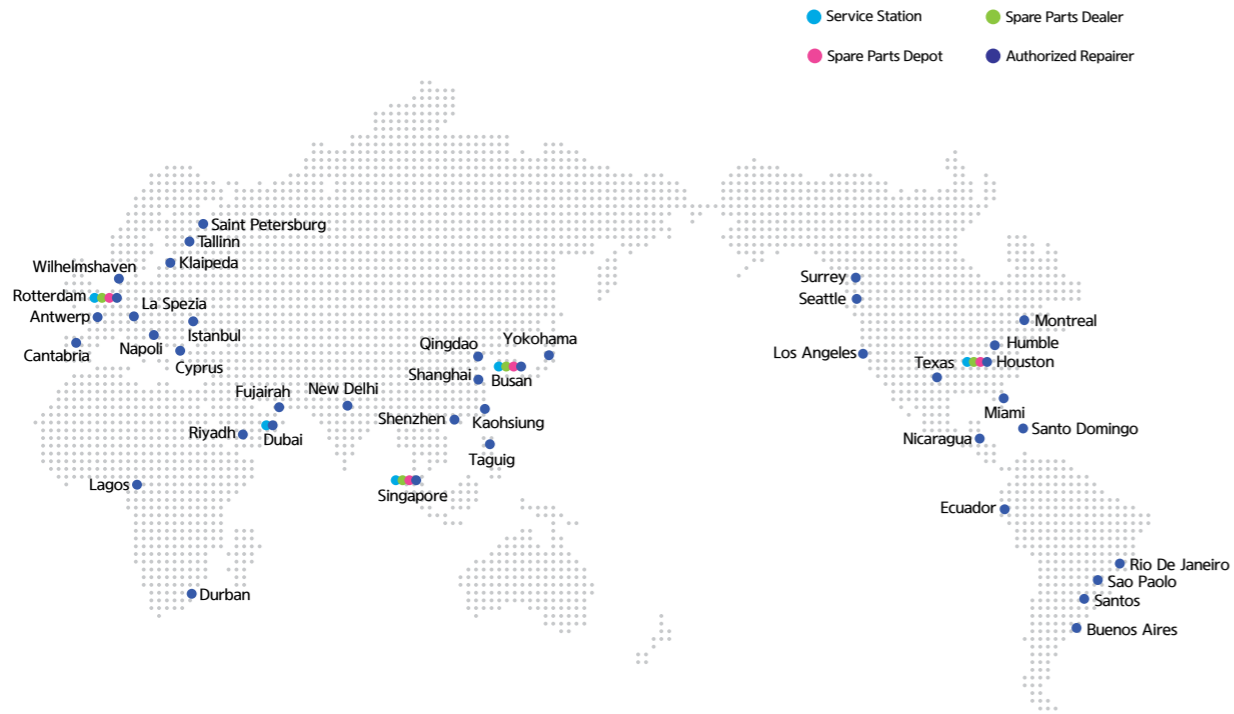 Service Station
Spare Parts Dealer
Spare Parts Depot
Authorized Repairer
Saint Petersburg
Tallinn
Klaipeda
Wilhelmshaven
Rotterdam
La Spezia
Antwerp
Istanbul
Napoli
Cantabria
Cyprus
Qingdao
Yokohama
Shanghai
Busan
Fujairah
New Delhi
Shenzhen
Kaohsiung
Riyadh
Dubai
Taguig
Lagos
Singapore
Durban
Surrey
Seattle
Montreal
Humble
Los Angeles
Texas
Houston
Miami
Santo Domingo
Nicaragua
Ecuador
Rio De Janeiro
Sao Paolo
Santos
Buenos Aires